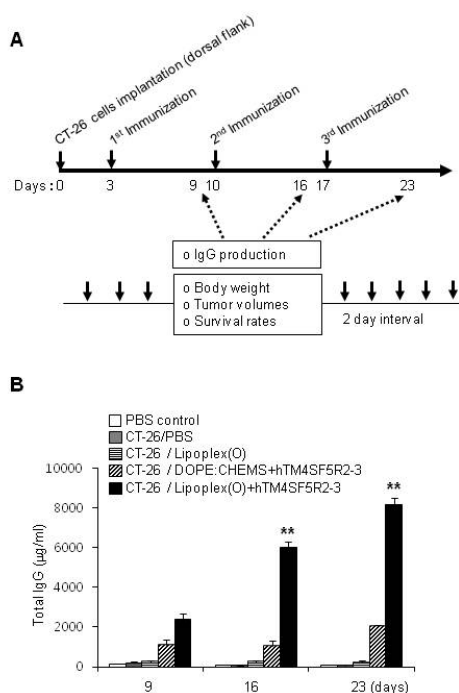 A
CT-26 cells implantation (dorsal flank)
1st Immunization
2nd Immunization
3rd Immunization
Days : 0 3 9 10 16 17 23
o IgG production
o Body weight
o Tumor volumes
o Survival rates
2 day interval
B
PBS control
CT-26/PBS
CT-26 / Lipoplex(O)
CT-26 / DOPE:CHEMS+hTM4SF5R2-3
CT-26 / Lipoplex(O)+hTM4SF5R2-3
Total IgG (μg/ml)
10000
8000
6000
4000
2000
0
**
**
9 16 23 (days)